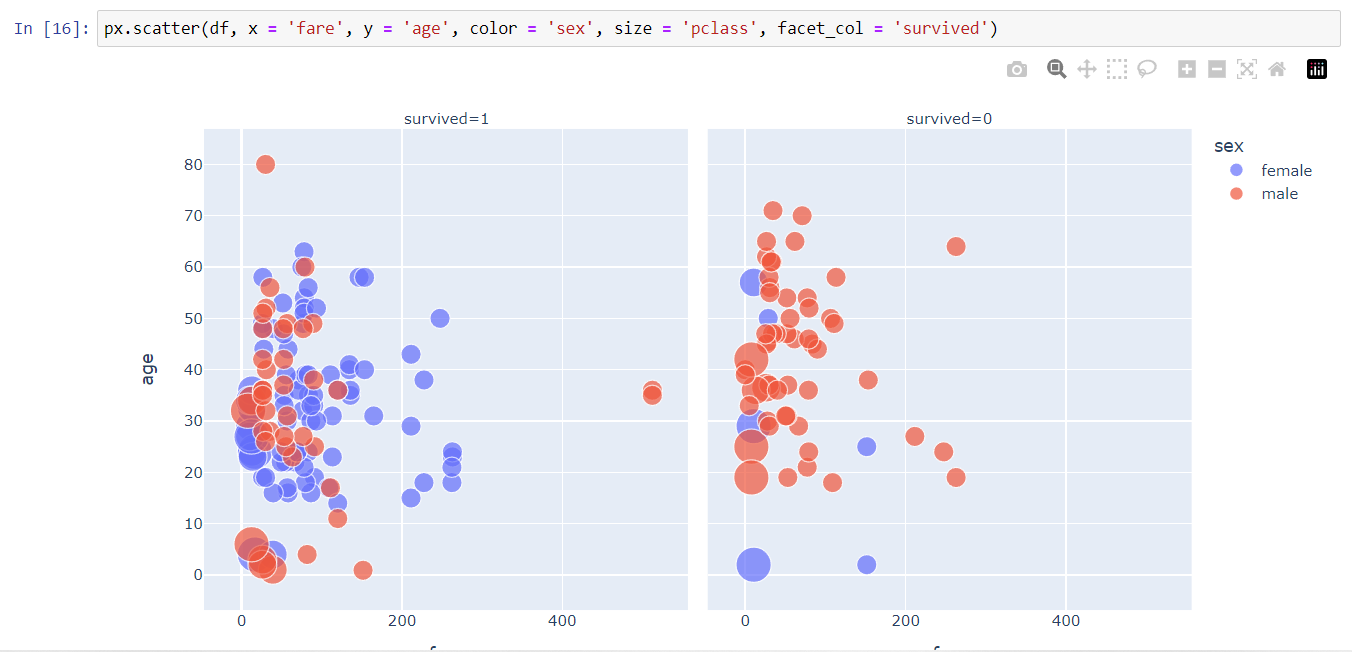 In [16]: px.scatter(df, x = 'fare', y = 'age', color = 'sex', size = 'pclass', facet_col = 'survived')
survived=1 survived=0
sex
female
male
80
70
60
50
40
30
20
10
0
age
0 200 400 0 200 400